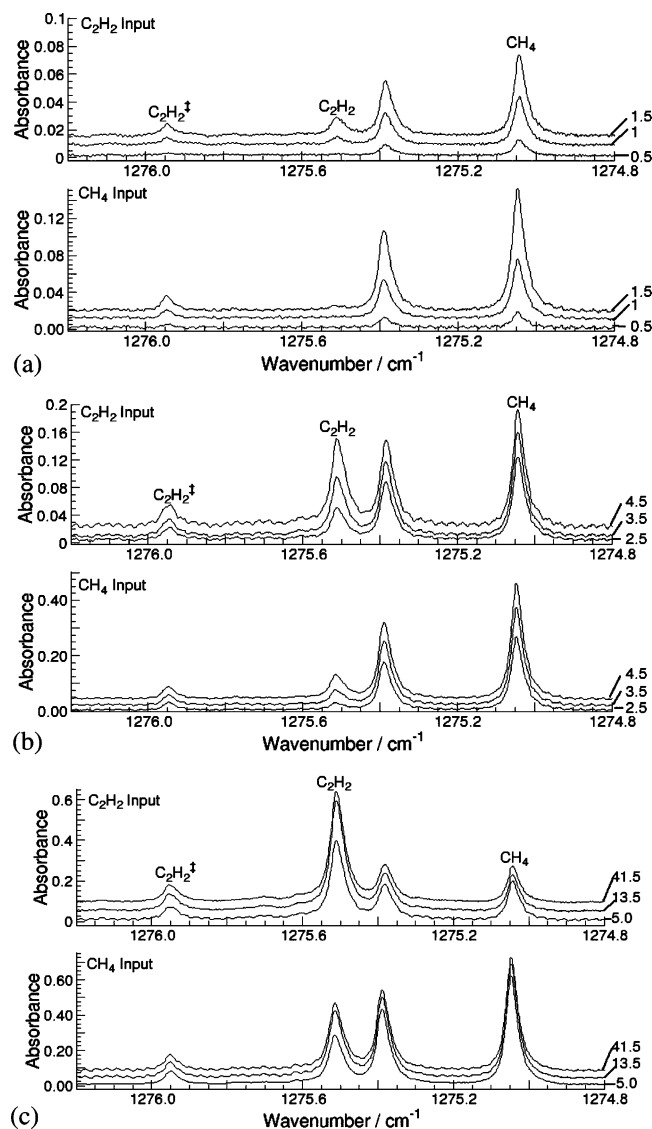 0.1
C₂H₂ Input
0.08
CH₄
Absorbance
0.06
0.04
C₂H₂‡
C₂H₂
0.02
0
1.5
1
0.5
1276.0
1275.6
1275.2
1274.8
CH₄ Input
0.12
Absorbance
0.08
0.04
0.00
1.5
1
0.5
1276.0
1275.6
1275.2
1274.8
(a)
Wavenumber / cm⁻¹
0.2
C₂H₂ Input
CH₄
0.16
C₂H₂
Absorbance
0.12
0.08
C₂H₂‡
0.04
0
4.5
3.5
2.5
1276.0
1275.6
1275.2
1274.8
CH₄ Input
0.40
Absorbance
0.20
0.00
4.5
3.5
2.5
1276.0
1275.6
1275.2
1274.8
(b)
Wavenumber / cm⁻¹
C₂H₂
C₂H₂ Input
0.6
Absorbance
0.4
C₂H₂‡
CH₄
0.2
0
41.5
13.5
5.0
1276.0
1275.6
1275.2
1274.8
CH₄ Input
0.60
Absorbance
0.40
0.20
0.00
41.5
13.5
5.0
1276.0
1275.6
1275.2
1274.8
(c)
Wavenumber / cm⁻¹